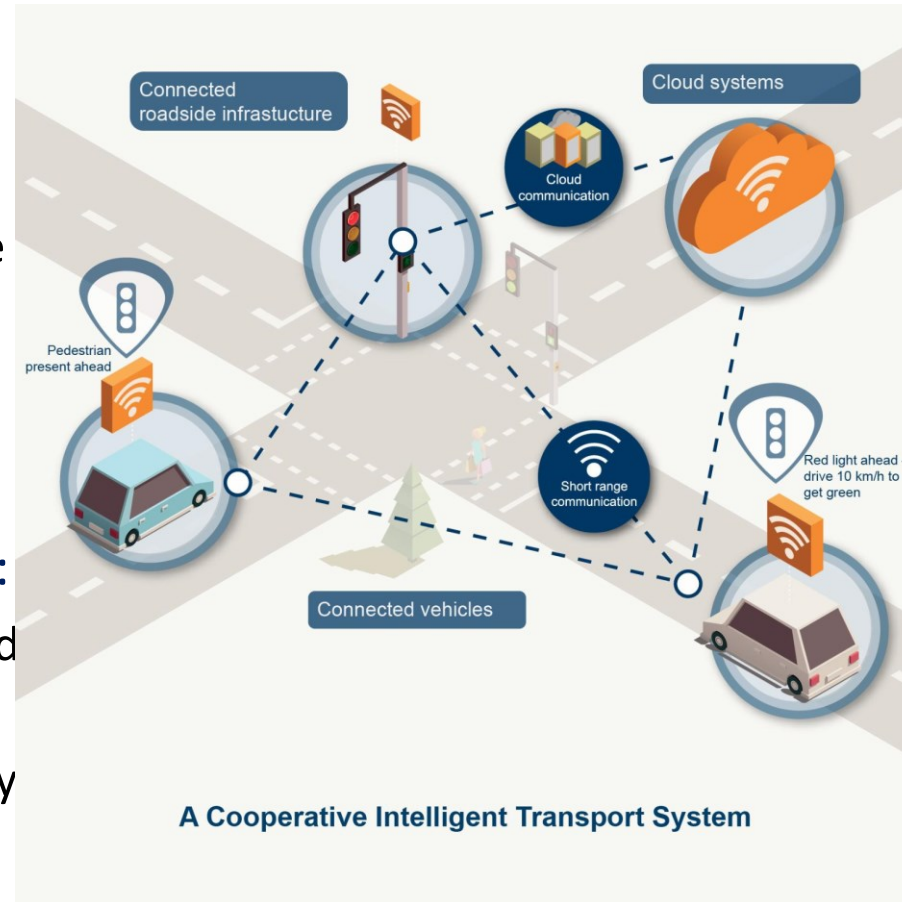 Connected
roadside infrastucture
Cloud systems
Cloud
communication
e
Pedestrian
present ahead
Red light ahead -
drive 10 km/h to
get green
Short range
communication
:
Connected vehicles
d
y
A Cooperative Intelligent Transport System